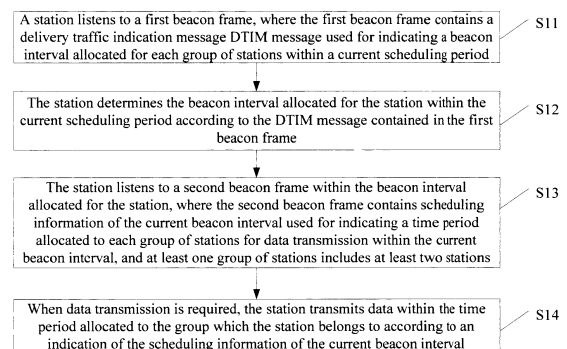 A station listens to a first beacon frame, where the first beacon frame contains a
delivery traffic indication message DTIM message used for indicating a beacon
interval allocated for each group of stations within a current scheduling period
S11
The station determines the beacon interval allocated for the station within the
current scheduling period according to the DTIM message contained in the first
beacon frame
S12
The station listens to a second beacon frame within the beacon interval
allocated for the station, where the second beacon frame contains scheduling
information of the current beacon interval used for indicating a time period
allocated to each group of stations for data transmission within the current
beacon interval, and at least one group of stations includes at least two stations
S13
When data transmission is required, the station transmits data within the time
period allocated to the group which the station belongs to according to an
indication of the scheduling information of the current beacon interval
S14